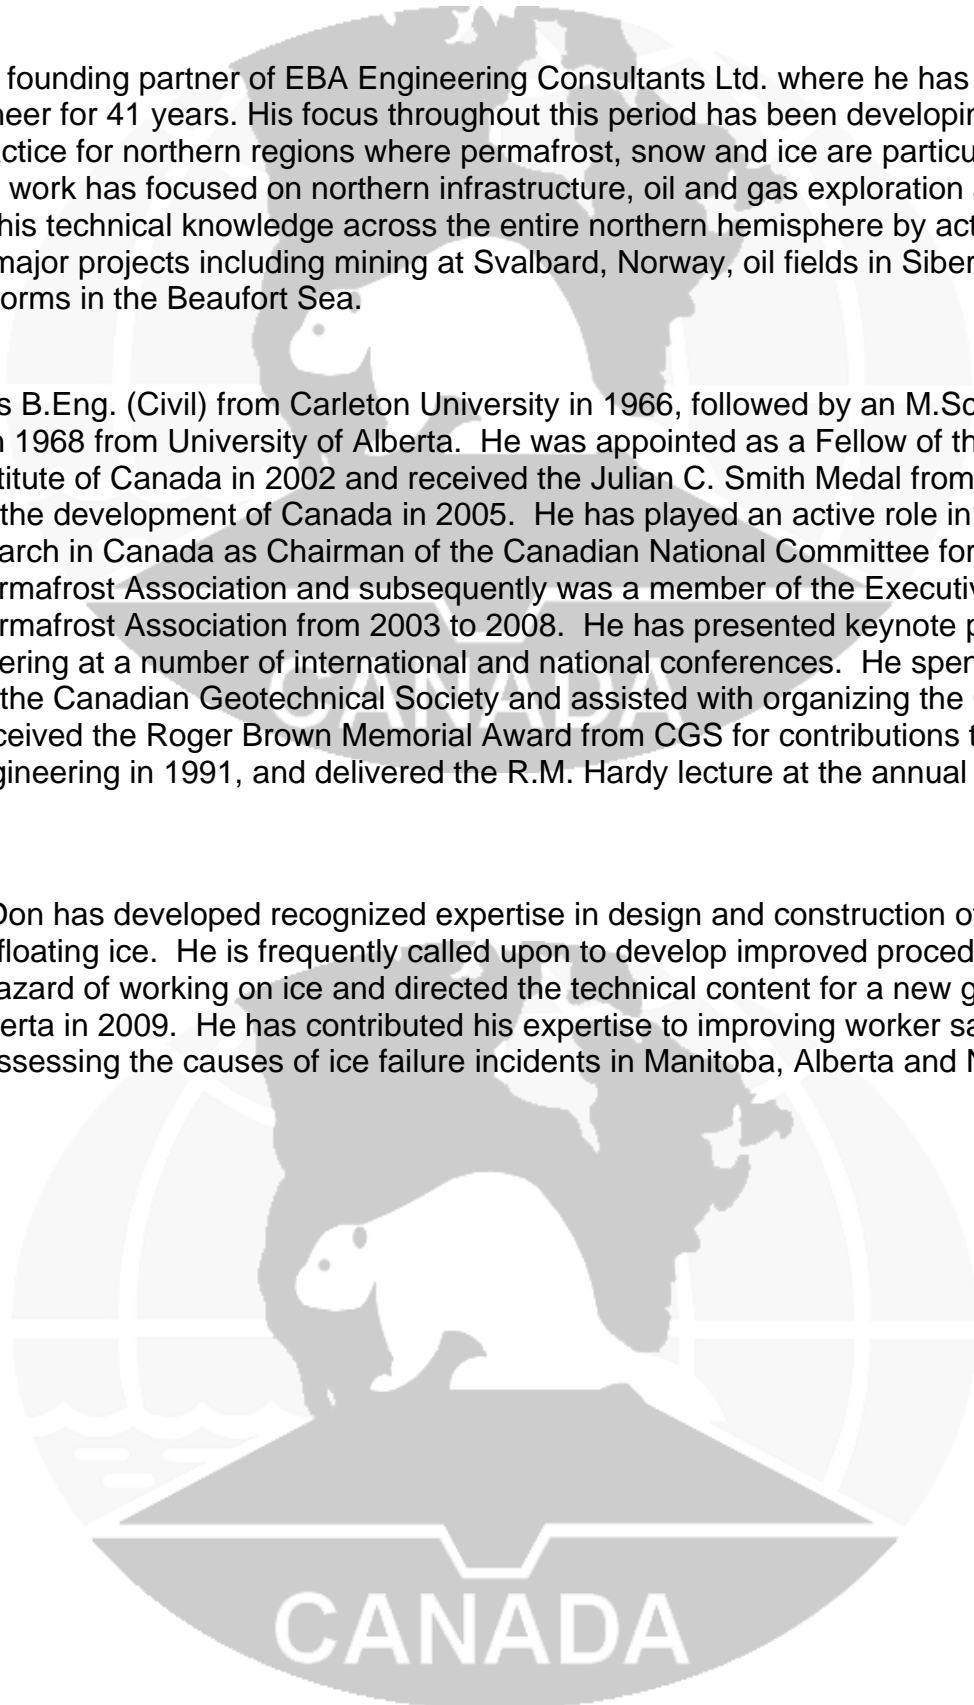 founding partner of EBA Engineering Consultants Ltd. where he has
neer for 41 years. His focus throughout this period has been developin
ctice for northern regions where permafrost, snow and ice are particu
work has focused on northern infrastructure, oil and gas exploration a
his technical knowledge across the entire northern hemisphere by act
major projects including mining at Svalbard, Norway, oil fields in Siber
orms in the Beaufort Sea.
s B.Eng. (Civil) from Carleton University in 1966, followed by an M.Sc
n 1968 from University of Alberta.  He was appointed as a Fellow of th
titute of Canada in 2002 and received the Julian C. Smith Medal from
the development of Canada in 2005.  He has played an active role in
arch in Canada as Chairman of the Canadian National Committee for
ermafrost Association and subsequently was a member of the Executiv
ermafrost Association from 2003 to 2008.  He has presented keynote p
ering at a number of international and national conferences.  He spen
the Canadian Geotechnical Society and assisted with organizing the
ceived the Roger Brown Memorial Award from CGS for contributions t
gineering in 1991, and delivered the R.M. Hardy lecture at the annual
CANADA
Don has developed recognized expertise in design and construction of
floating ice.  He is frequently called upon to develop improved proced
azard of working on ice and directed the technical content for a new g
erta in 2009.  He has contributed his expertise to improving worker sa
ssessing the causes of ice failure incidents in Manitoba, Alberta and N
CANADA